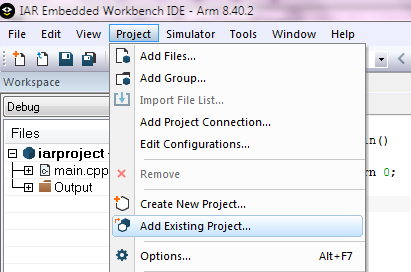 IAR Embedded Workbench IDE - Arm 8.40.2
File Edit View Project Simulator Tools Window Help
Workspace
Debug
Files
iarproject
main.cpp
Output
Add Files...
Add Group...
Import File List...
Add Project Connection...
Edit Configurations...
Remove
Create New Project...
Add Existing Project...
Options... Alt+F7
in()
rn 0;